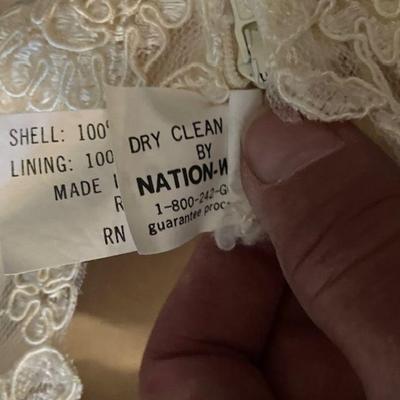 SHELL: 100%
LINING: 100
MADE I
R
RN
DRY CLEAN
BY
NATION-W
1-800-242-G
guarantee proc